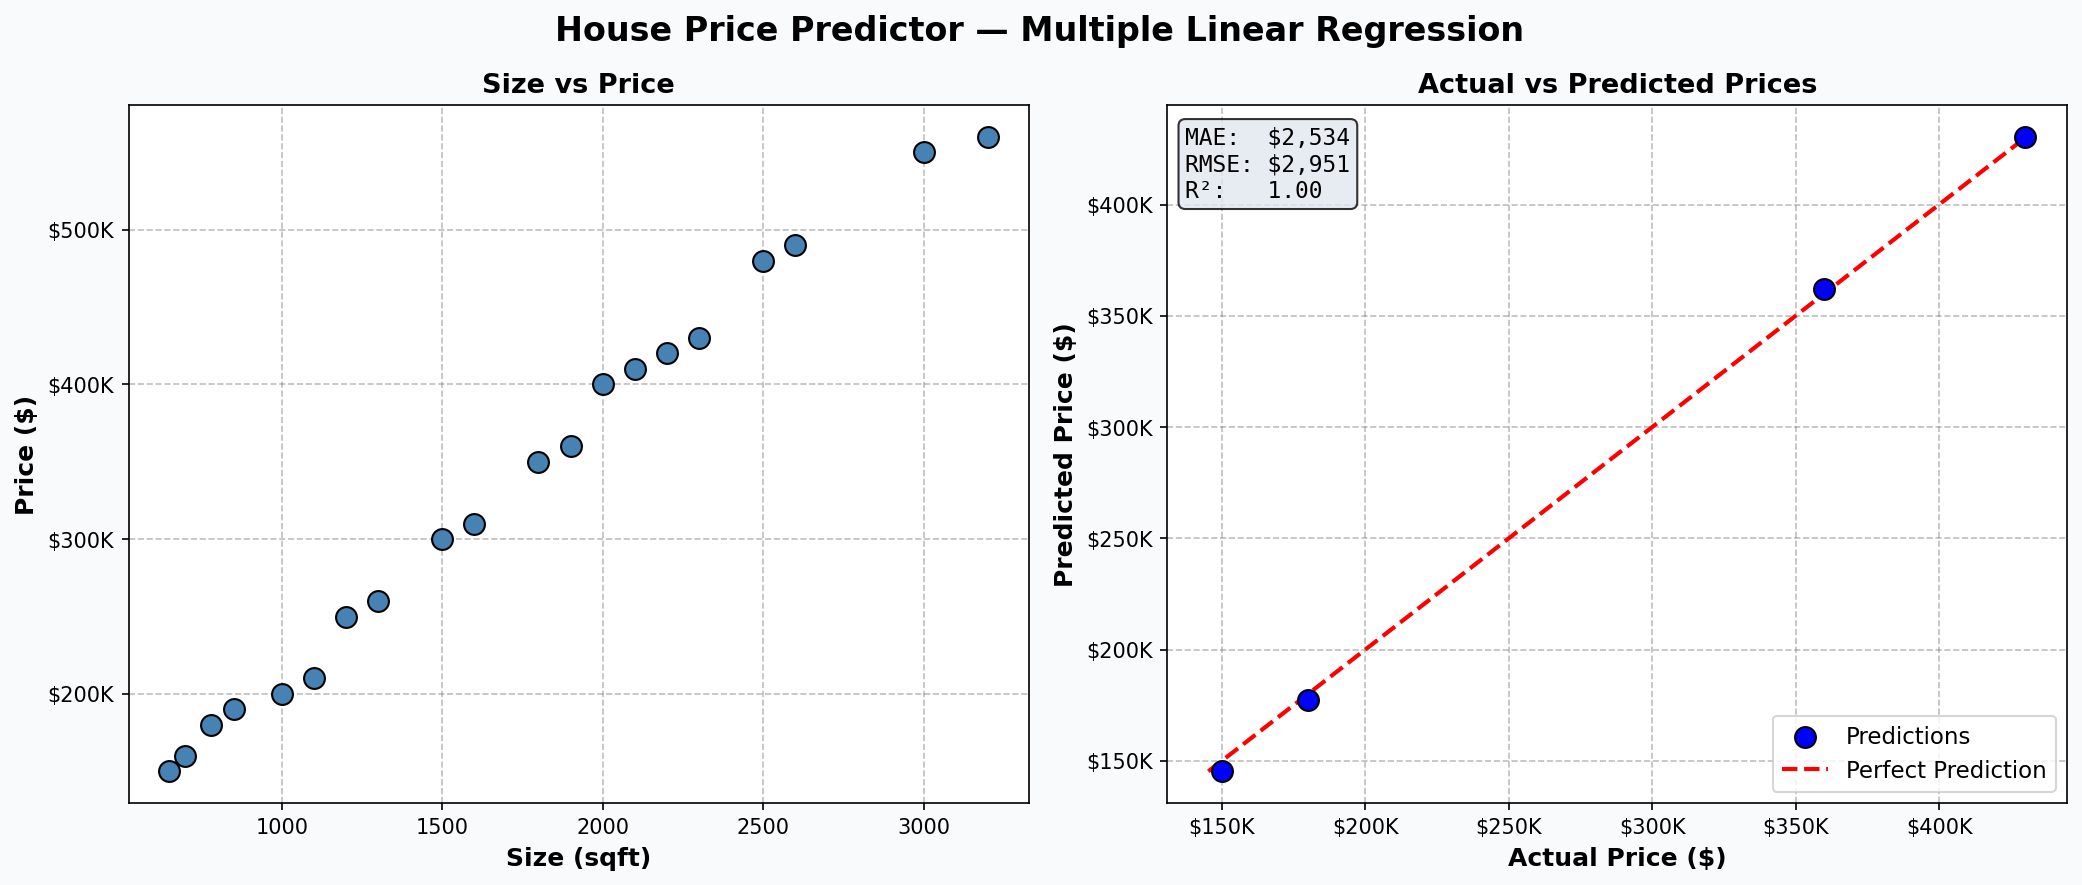 House Price Predictor — Multiple Linear Regression
Size vs Price
Price ($)
$500K
$400K
$300K
$200K
1000 1500 2000 2500 3000
Size (sqft)
Actual vs Predicted Prices
MAE: $2,534
RMSE: $2,951
R²: 1.00
Predicted Price ($)
$400K
$350K
$300K
$250K
$200K
$150K
Predictions
Perfect Prediction
$150K $200K $250K $300K $350K $400K
Actual Price ($)